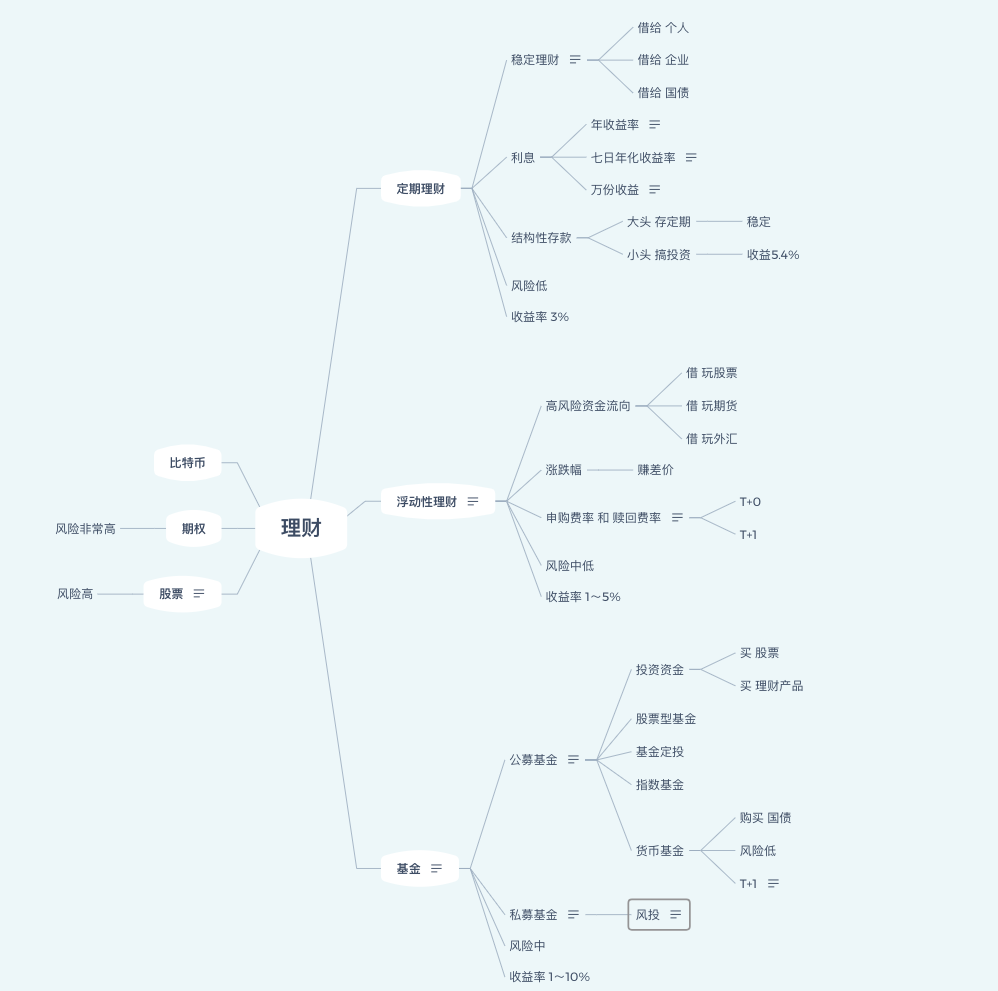 理财
定期理财
稳定理财
借给 个人
借给 企业
借给 国债
利息
年收益率
七日年化收益率
万份收益
结构性存款
大头 存定期
稳定
小头 搞投资
收益5.4%
风险低
收益率 3%
浮动性理财
高风险资金流向
借 玩股票
借 玩期货
借 玩外汇
涨跌幅
赚差价
申购费率 和 赎回费率
T+0
T+1
风险中低
收益率 1～5%
基金
公募基金
投资资金
买 股票
买 理财产品
股票型基金
基金定投
指数基金
货币基金
购买 国债
风险低
T+1
私募基金
风投
风险中
收益率 1～10%
比特币
期权
风险非常高
股票
风险高